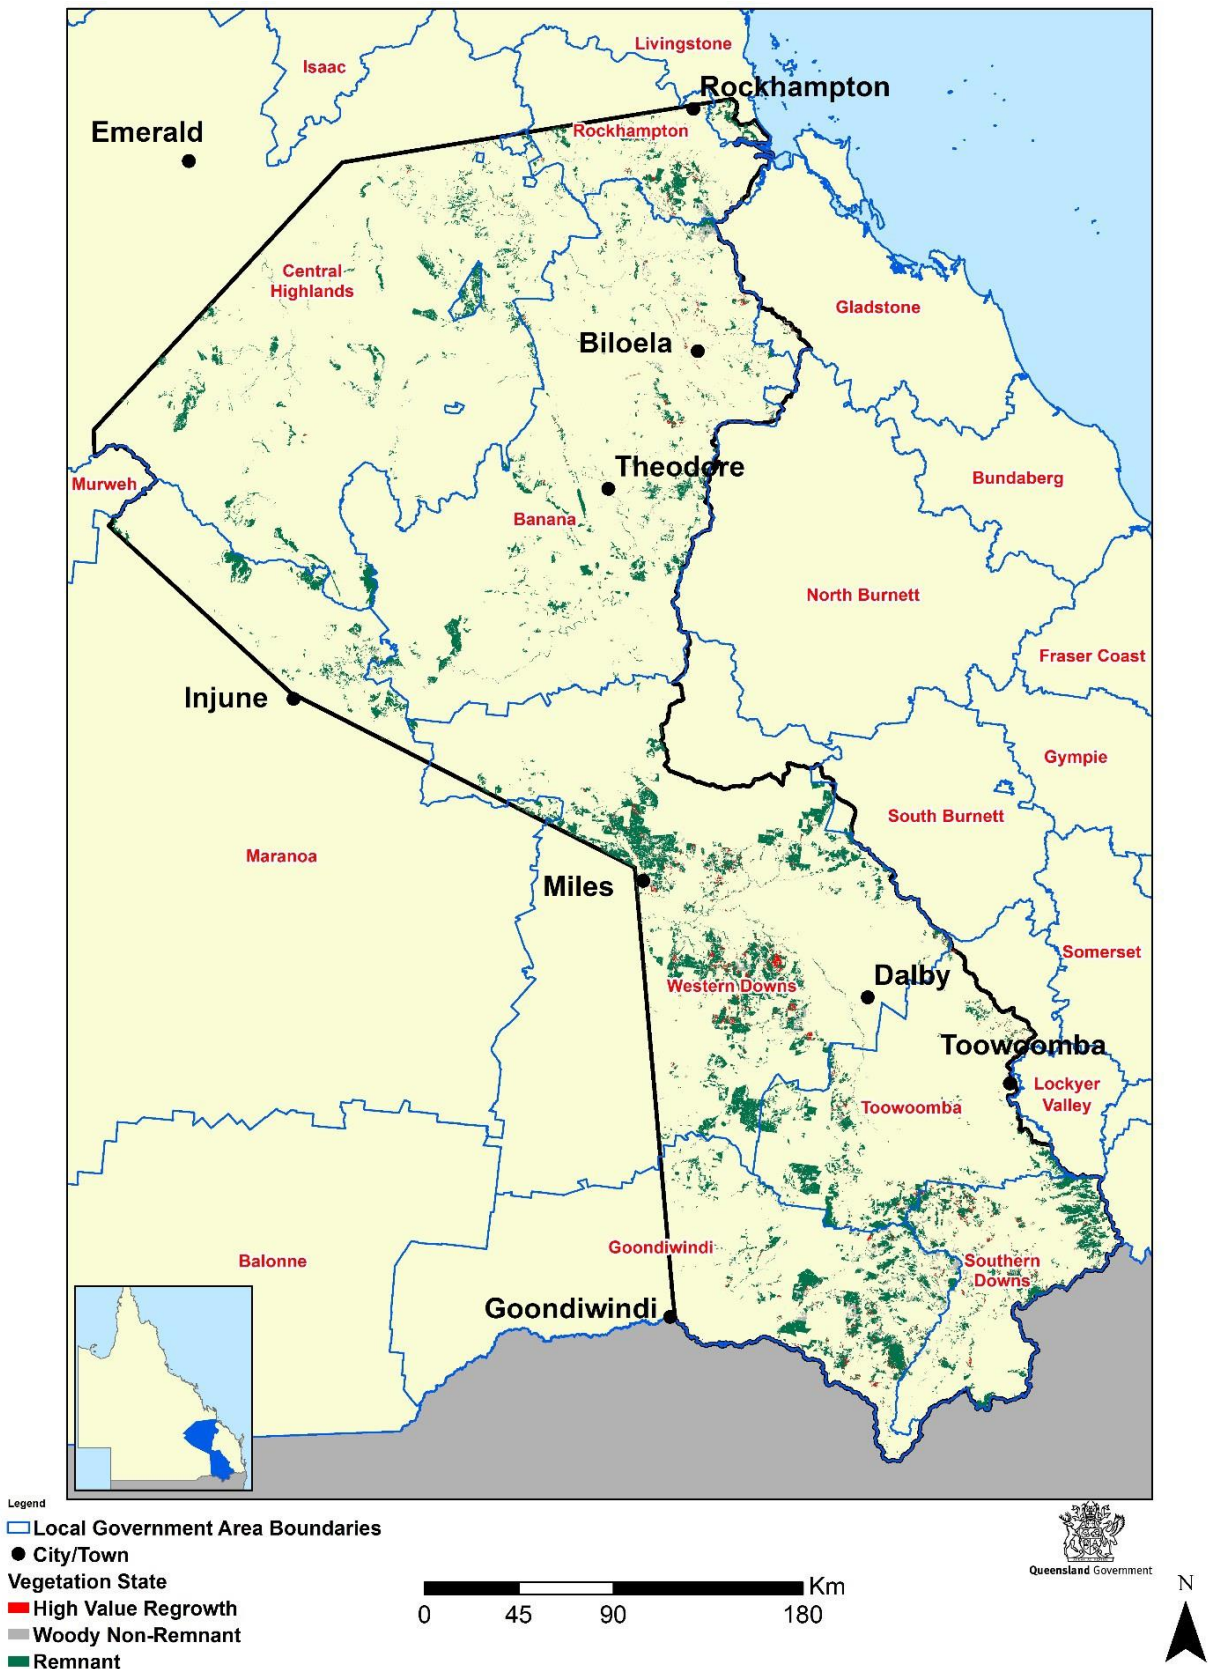 Livingstone
Isaac
Rockhampton
Emerald
Rockhampton
Central
Highlands
Gladstone
Biloela
Theodore
Murweh
Bundaberg
Banana
North Burnett
Fraser Coast
Injune
Gympie
South Burnett
Maranoa
Miles
Somerset
Dalby
Western Downs
Toowoomba
Lockyer
Valley
Toowoomba
Goondiwindi
Balonne
Southern
Downs
Goondiwindi
Legend
Local Government Area Boundaries
City/Town
Vegetation State
High Value Regrowth
Woody Non-Remnant
Remnant
Km
0 45 90 180
Queensland Government
N